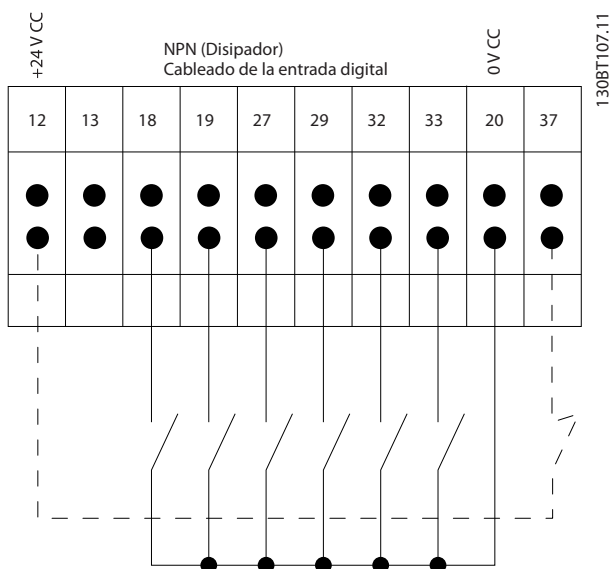 +24 V CC
NPN (Disipador)
Cableado de la entrada digital
0 V CC
130BT107.11
12 13 18 19 27 29 32 33 20 37